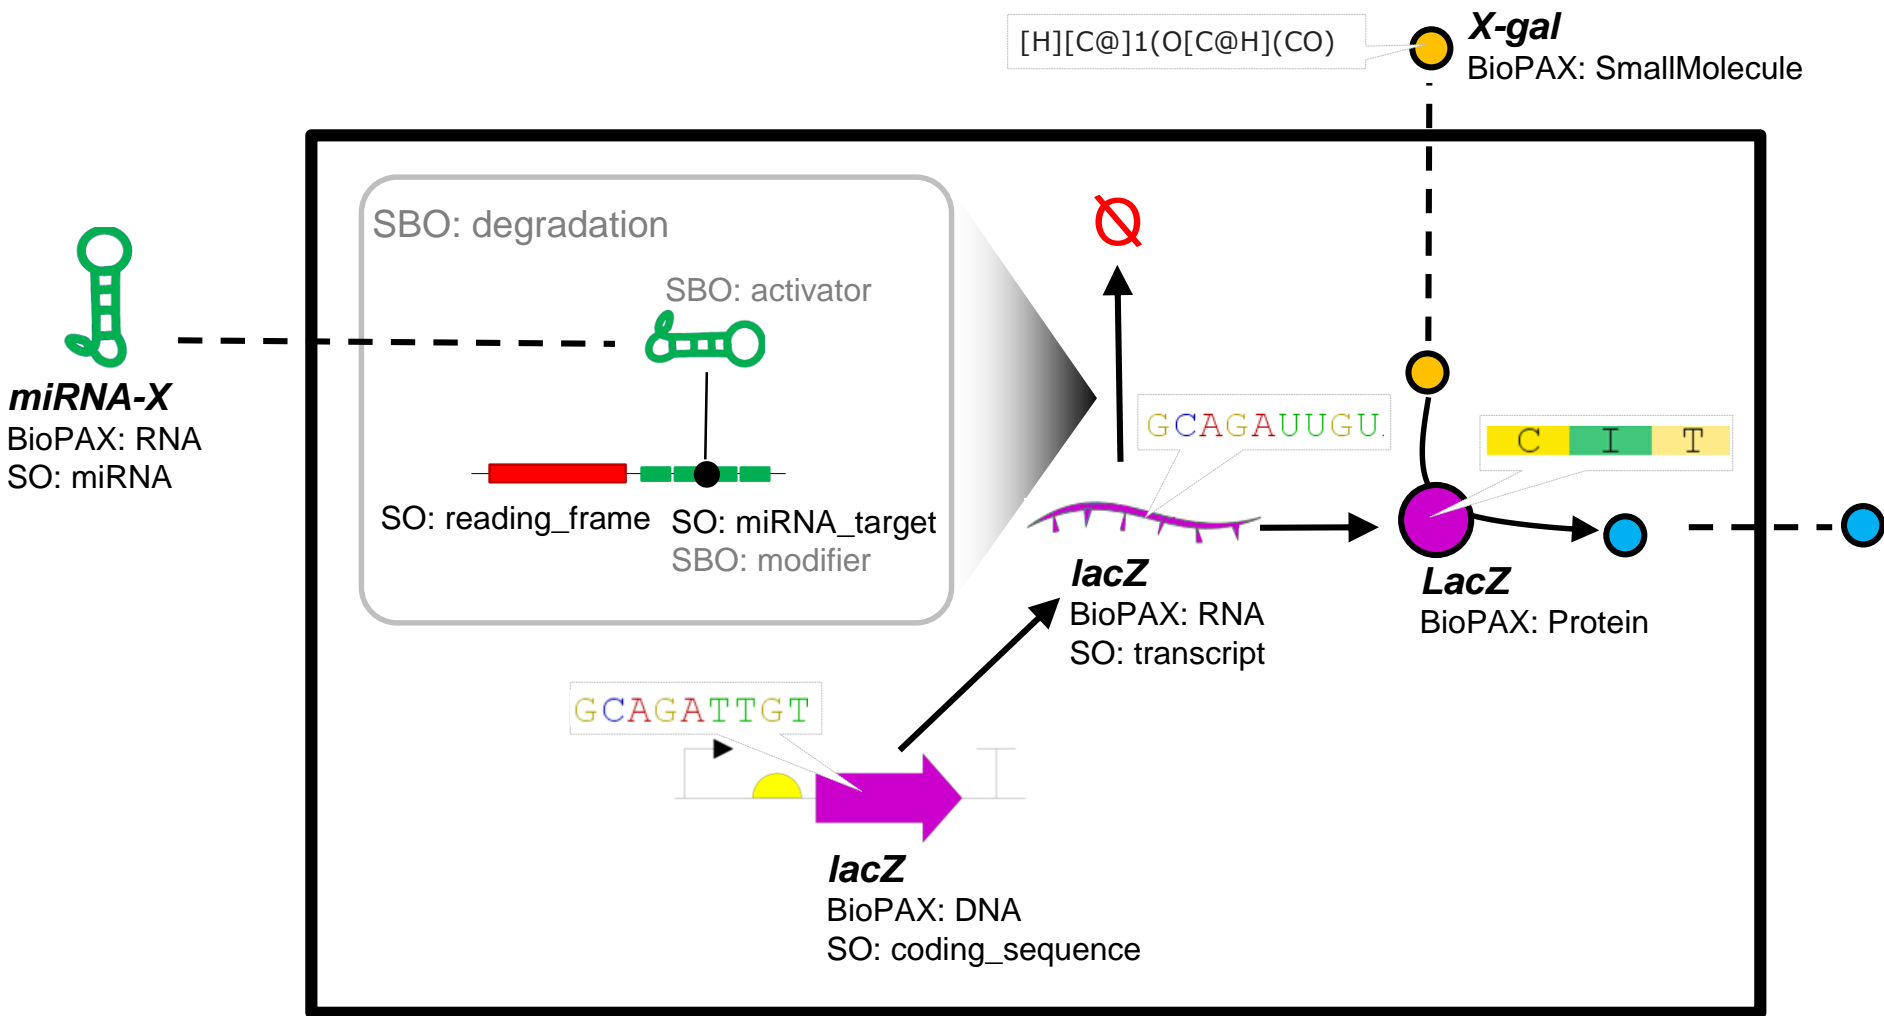 [H][C@]1(O[C@H](CO)
X-gal
BioPAX: SmallMolecule
SBO: degradation
SBO: activator
miRNA-X
BioPAX: RNA
SO: miRNA
SO: reading_frame
SO: miRNA_target
SBO: modifier
Ø
GCAGAUUGU.
C I T
lacZ
BioPAX: RNA
SO: transcript
LacZ
BioPAX: Protein
GCAGATTGT
lacZ
BioPAX: DNA
SO: coding_sequence